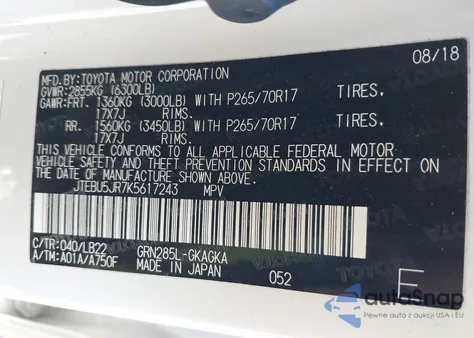 MFD.BY:TOYOTA MOTOR CORPORATION 08/18
GVWR:2855KG (6300LB)
GAWR:FRT. 1360KG (3000LB) WITH P265/70R17 TIRES,
17X7J RIMS.
RR. 1560KG (3450LB) WITH P265/70R17 TIRES,
17X7J RIMS.
THIS VEHICLE CONFORMS TO ALL APPLICABLE FEDERAL MOTOR
VEHICLE SAFETY AND THEFT PREVENTION STANDARDS IN EFFECT ON
THE DATE OF MANUFACTURE SHOWN ABOVE.
JTEBU5JR7K5617243 MPV
C/TR:040/LB22 GRN285L-GKAGKA
A/TM:A01A/A750F MADE IN JAPAN 052 E
autoSnap
Pewne auta z aukcji USA i EU